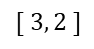 [ 3, 2 ]